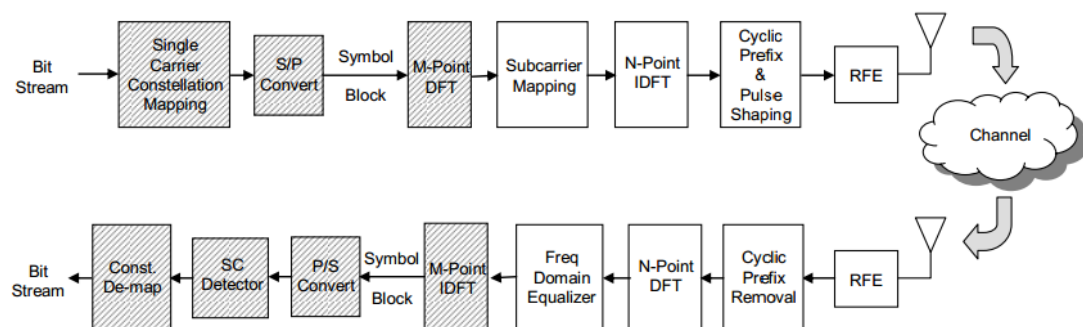 Bit
Stream
Single
Carrier
Constellation
Mapping
S/P
Convert
Symbol
Block
M-Point
DFT
Subcarrier
Mapping
N-Point
IDFT
Cyclic
Prefix
&
Pulse
Shaping
RFE
Channel
Bit
Stream
Const.
De-map
SC
Detector
P/S
Convert
Symbol
Block
M-Point
IDFT
Freq
Domain
Equalizer
N-Point
DFT
Cyclic
Prefix
Removal
RFE